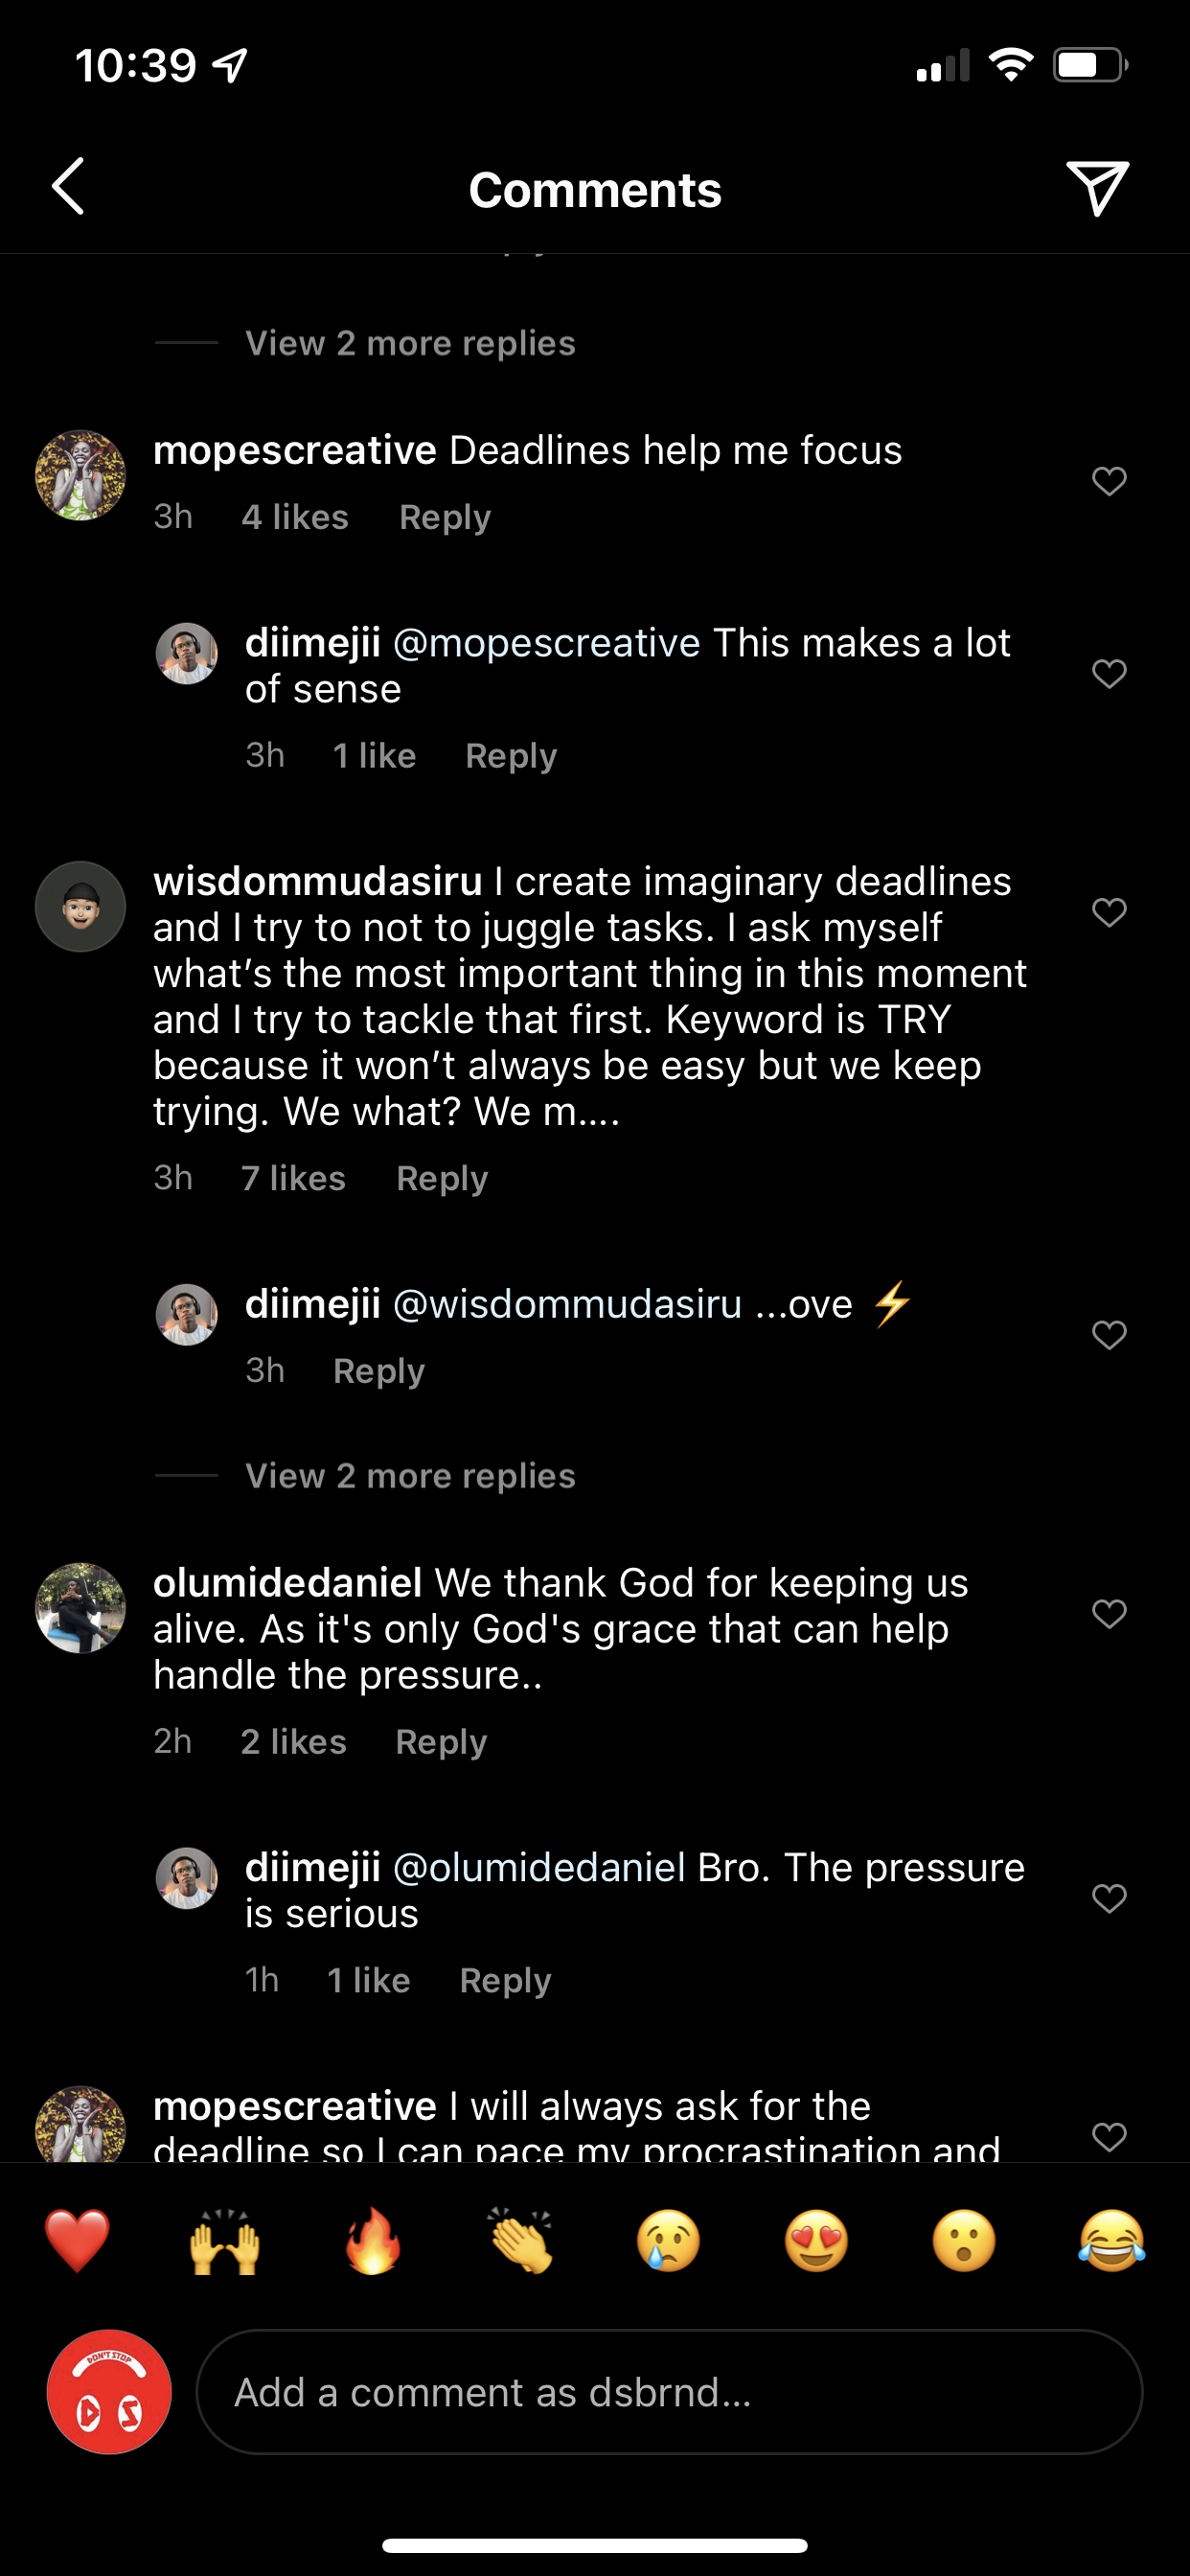 10:39
Comments
View 2 more replies
mopescreative Deadlines help me focus
3h 4 likes Reply
diimejii @mopescreative This makes a lot
of sense
3h 1 like Reply
wisdommudasiru I create imaginary deadlines
and I try to not to juggle tasks. I ask myself
what’s the most important thing in this moment
and I try to tackle that first. Keyword is TRY
because it won’t always be easy but we keep
trying. We what? We m....
3h 7 likes Reply
diimejii @wisdommudasiru ...ove ⚡
3h Reply
View 2 more replies
olumidedaniel We thank God for keeping us
alive. As it's only God's grace that can help
handle the pressure..
2h 2 likes Reply
diimejii @olumidedaniel Bro. The pressure
is serious
1h 1 like Reply
mopescreative I will always ask for the
deadline so I can pace my procrastination and
❤️ 🙌 🔥 👏 😢 😍 😮 😂
DON'T STOP
D S
Add a comment as dsbrnd...